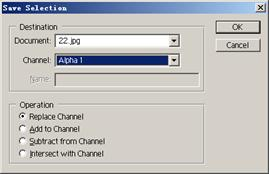 Save Selection
Destination
OK
Document: 22.jpg
Cancel
Channel: Alpha 1
Name:
Operation
Replace Channel
Add to Channel
Subtract from Channel
Intersect with Channel